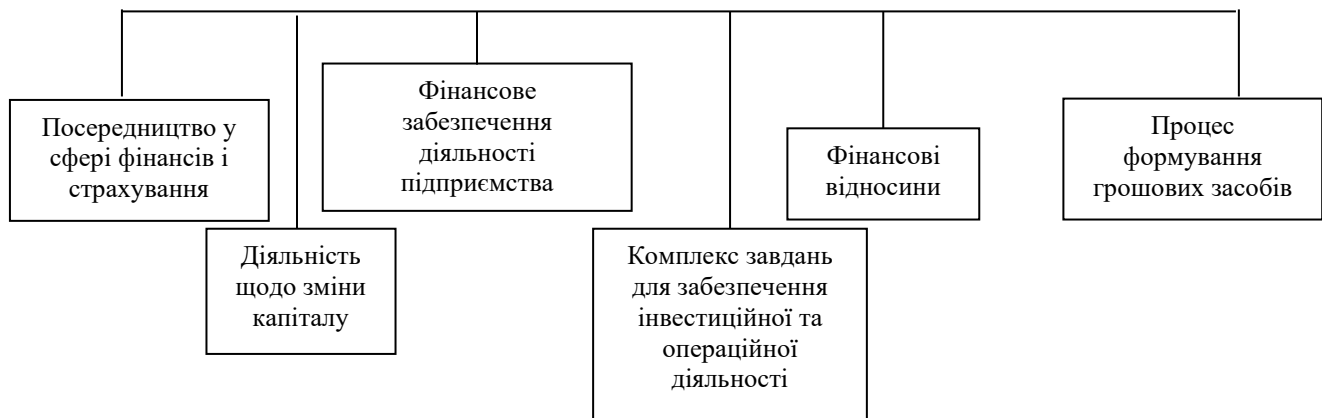 Посередництво у
сфері фінансів і
страхування
Діяльність
щодо зміни
капіталу
Фінансове
забезпечення
діяльності
підприємства
Комплекс завдань
для забезпечення
інвестиційної та
операційної
діяльності
Фінансові
відносини
Процес
формування
грошових засобів